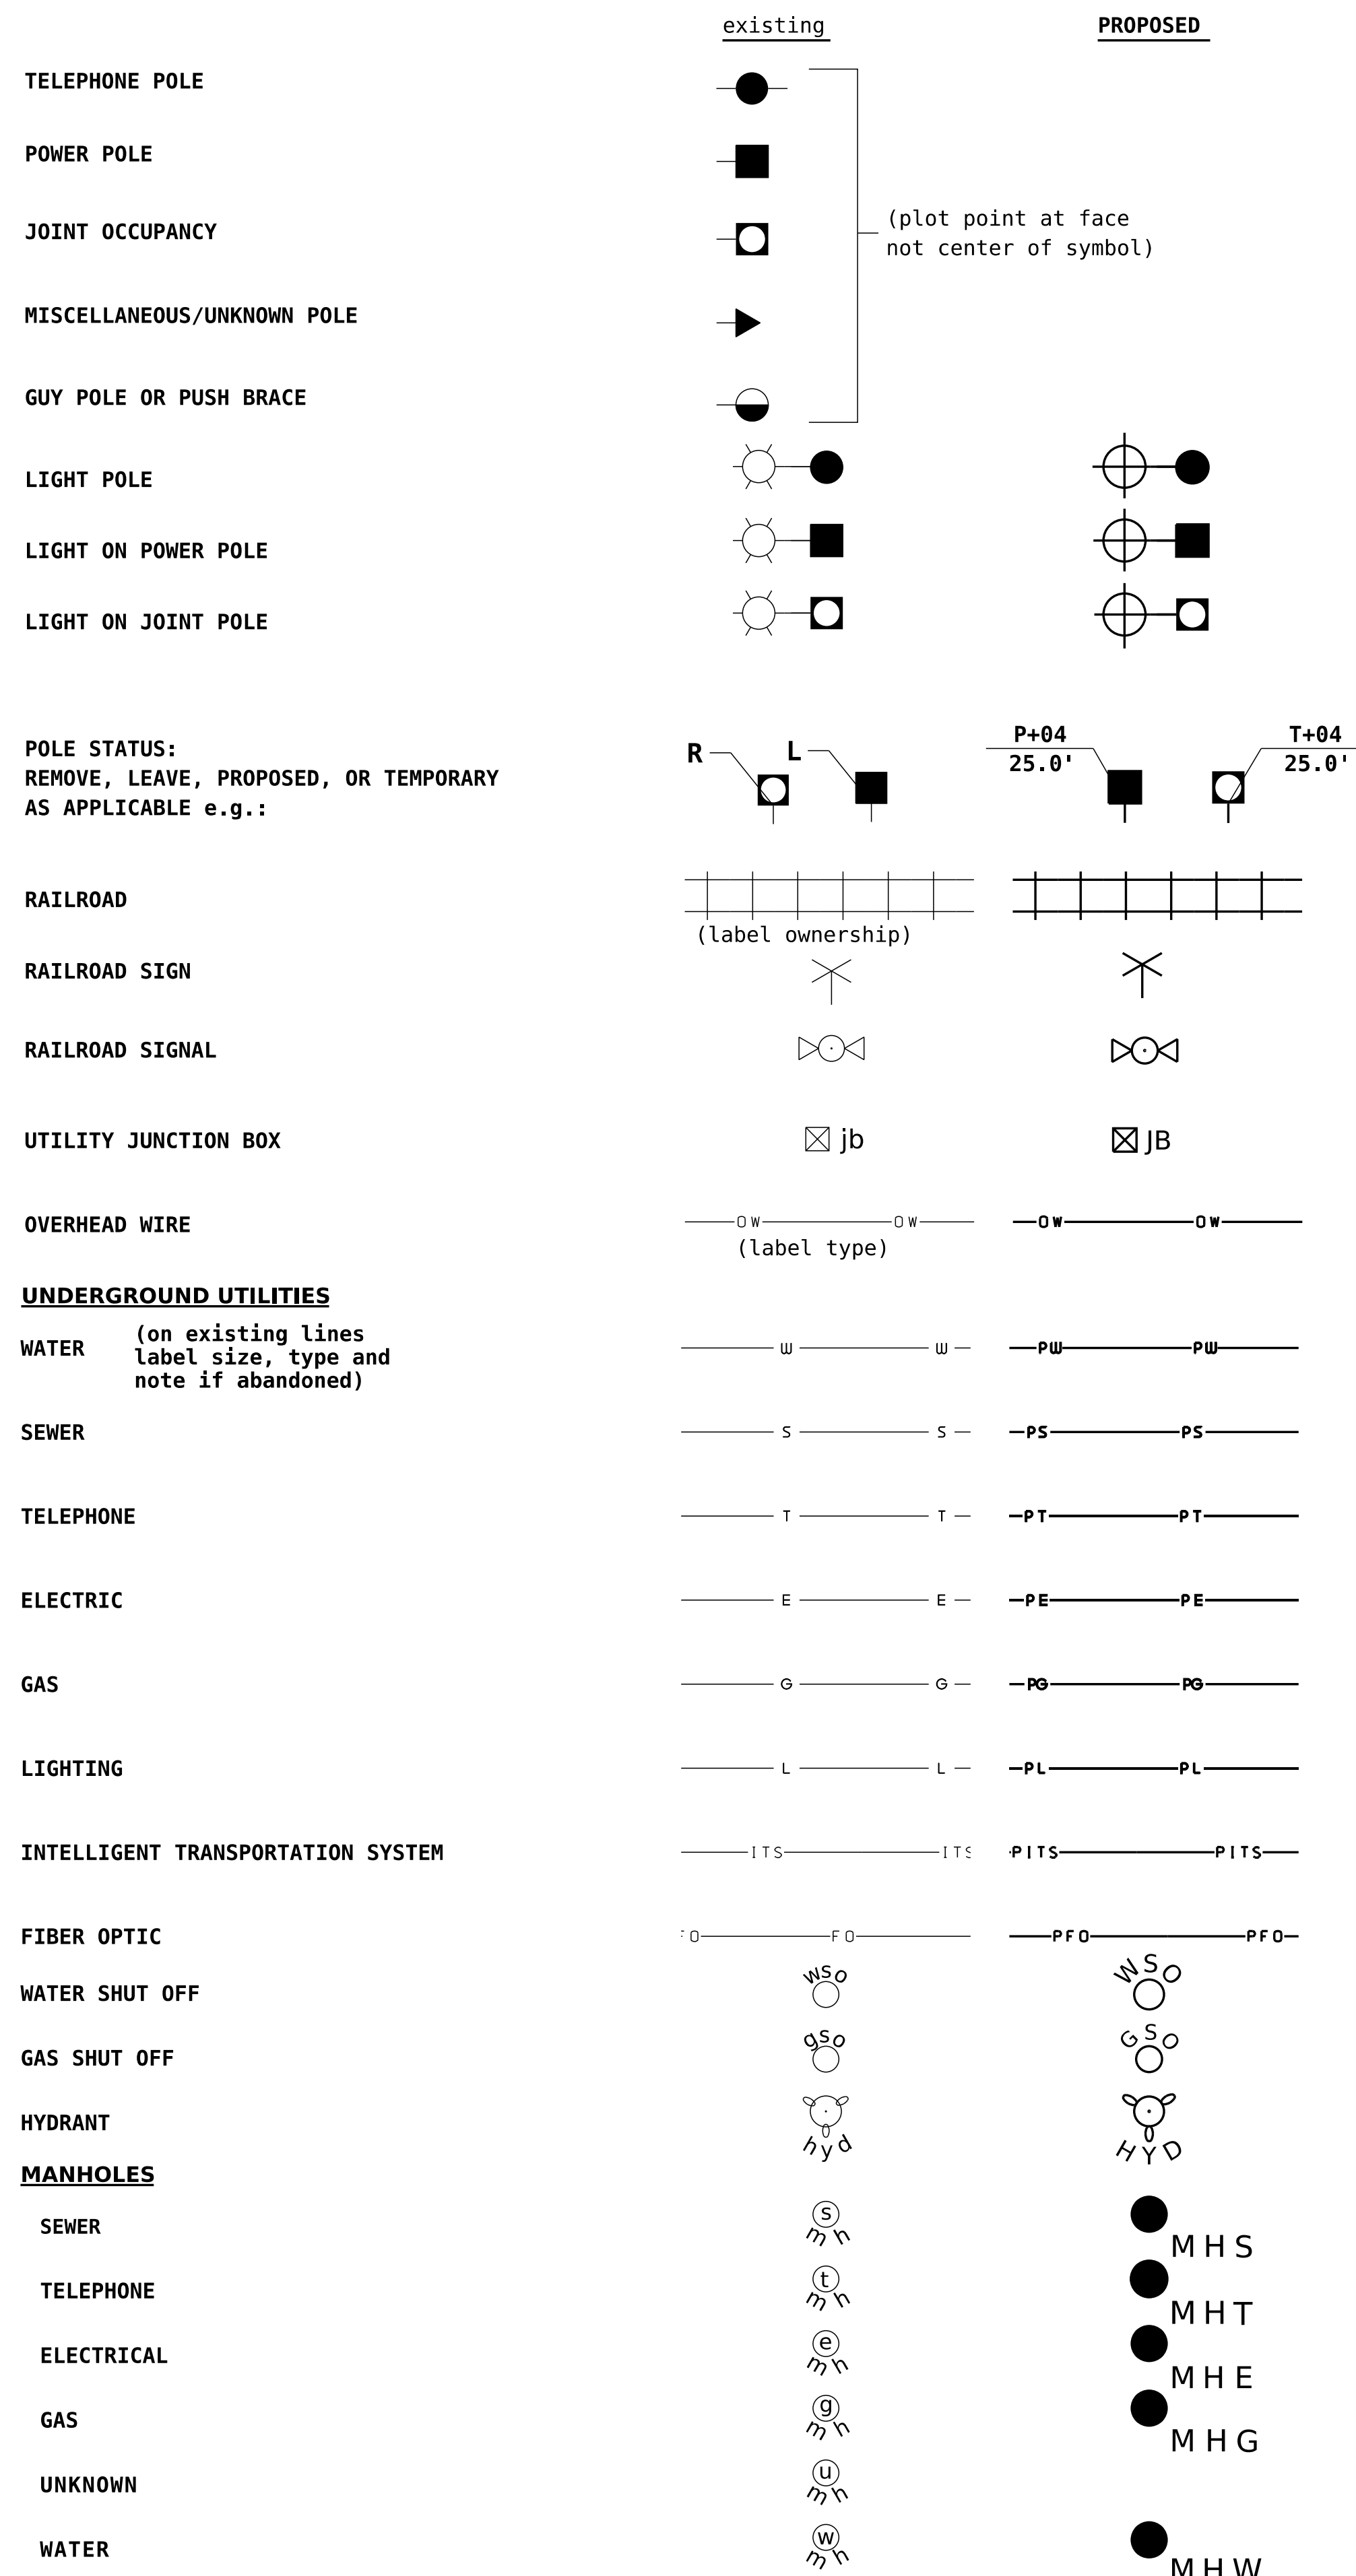 existing PROPOSED
TELEPHONE POLE
POWER POLE
JOINT OCCUPANCY
(plot point at face
not center of symbol)
MISCELLANEOUS/UNKNOWN POLE
GUY POLE OR PUSH BRACE
LIGHT POLE
LIGHT ON POWER POLE
LIGHT ON JOINT POLE
POLE STATUS:
REMOVE, LEAVE, PROPOSED, OR TEMPORARY
AS APPLICABLE e.g.:
R L
P+04
25.0'
T+04
25.0'
RAILROAD
(label ownership)
RAILROAD SIGN
RAILROAD SIGNAL
UTILITY JUNCTION BOX jb JB
OVERHEAD WIRE OW OW OW OW
(label type)
UNDERGROUND UTILITIES
WATER
(on existing lines
label size, type and
note if abandoned)
W W PW PW
SEWER S S PS PS
TELEPHONE T T PT PT
ELECTRIC E E PE PE
GAS G G PG PG
LIGHTING L L PL PL
INTELLIGENT TRANSPORTATION SYSTEM ITS ITS PITS PITS
FIBER OPTIC FO FO PFO PFO
WATER SHUT OFF wso WSO
GAS SHUT OFF gso GSO
HYDRANT hyd HYD
MANHOLES
SEWER s mh MHS
TELEPHONE t mh MHT
ELECTRICAL e mh MHE
GAS g mh MHG
UNKNOWN u mh
WATER w mh MHW